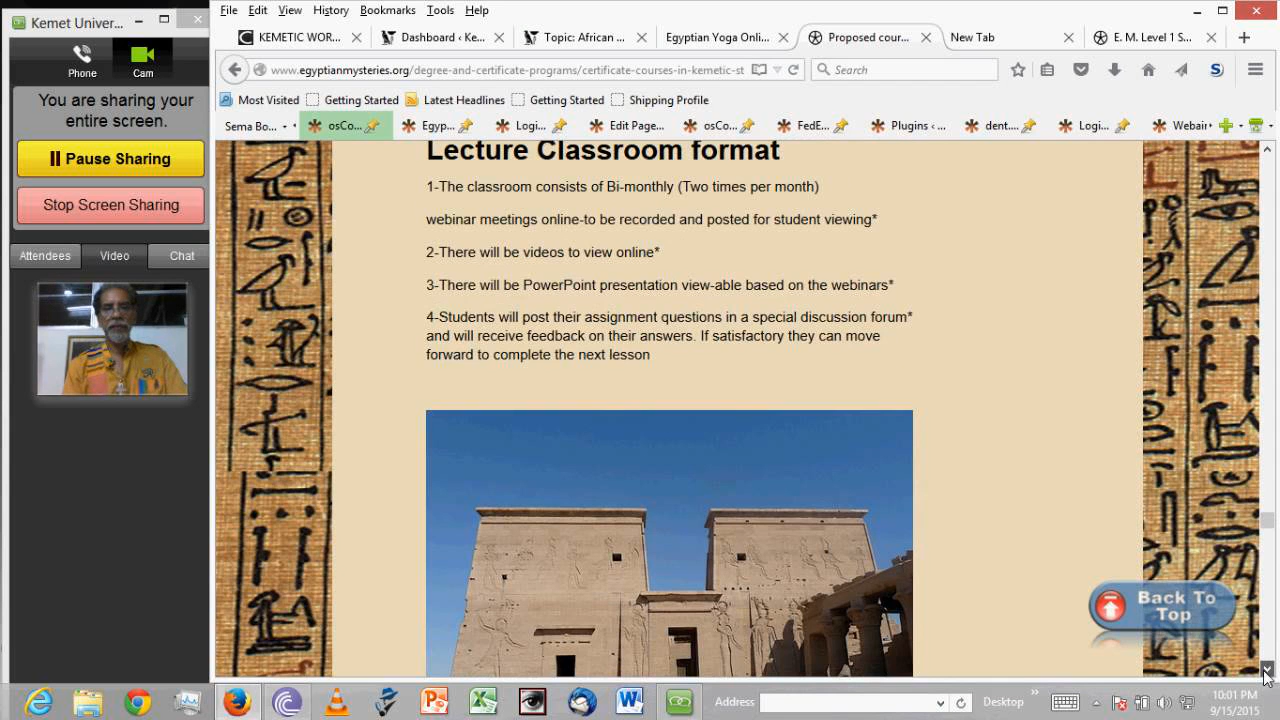 Kemet Univer...
Phone
Cam
You are sharing your
entire screen.
Pause Sharing
Stop Screen Sharing
Attendees
Video
Chat
File Edit View History Bookmarks Tools Help
KEMETIC WOR...
Dashboard ‹ Ke...
Topic: African ...
Egyptian Yoga Onli...
Proposed cour...
New Tab
E. M. Level 1 S...
www.egyptianmysteries.org/degree-and-certificate-programs/certificate-courses-in-kemetic-st
Search
Most Visited
Getting Started
Latest Headlines
Getting Started
Shipping Profile
Sema Bo...
osCo...
Egyp...
Logi...
Edit Page...
osCo...
FedE...
Plugins ‹ ...
dent....
Logi...
Webair
Lecture Classroom format
1-The classroom consists of Bi-monthly (Two times per month)
webinar meetings online-to be recorded and posted for student viewing*
2-There will be videos to view online*
3-There will be PowerPoint presentation view-able based on the webinars*
4-Students will post their assignment questions in a special discussion forum*
and will receive feedback on their answers. If satisfactory they can move
forward to complete the next lesson
Back To
Top
Address
Desktop
10:01 PM
9/15/2015